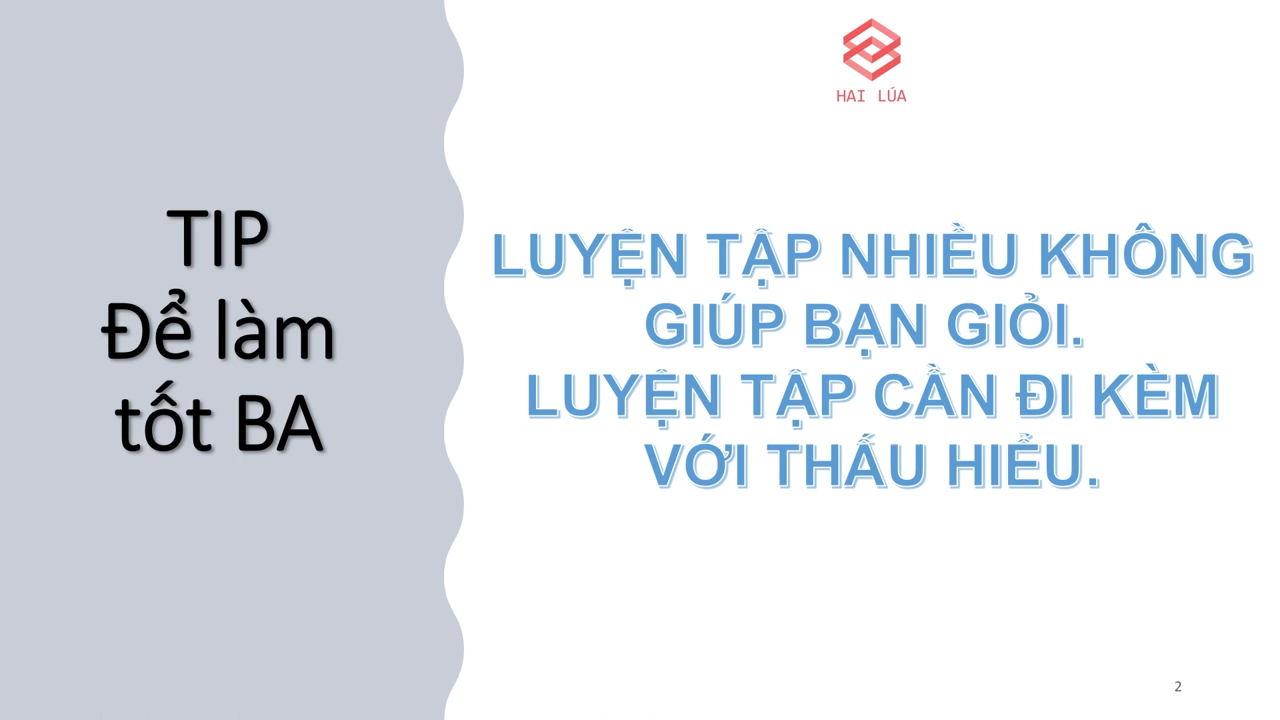 TIP
Để làm
tốt BA
HAI LÚA
LUYỆN TẬP NHIỀU KHÔNG
GIÚP BẠN GIỎI.
LUYỆN TẬP CẦN ĐI KÈM
VỚI THẤU HIỂU.
2